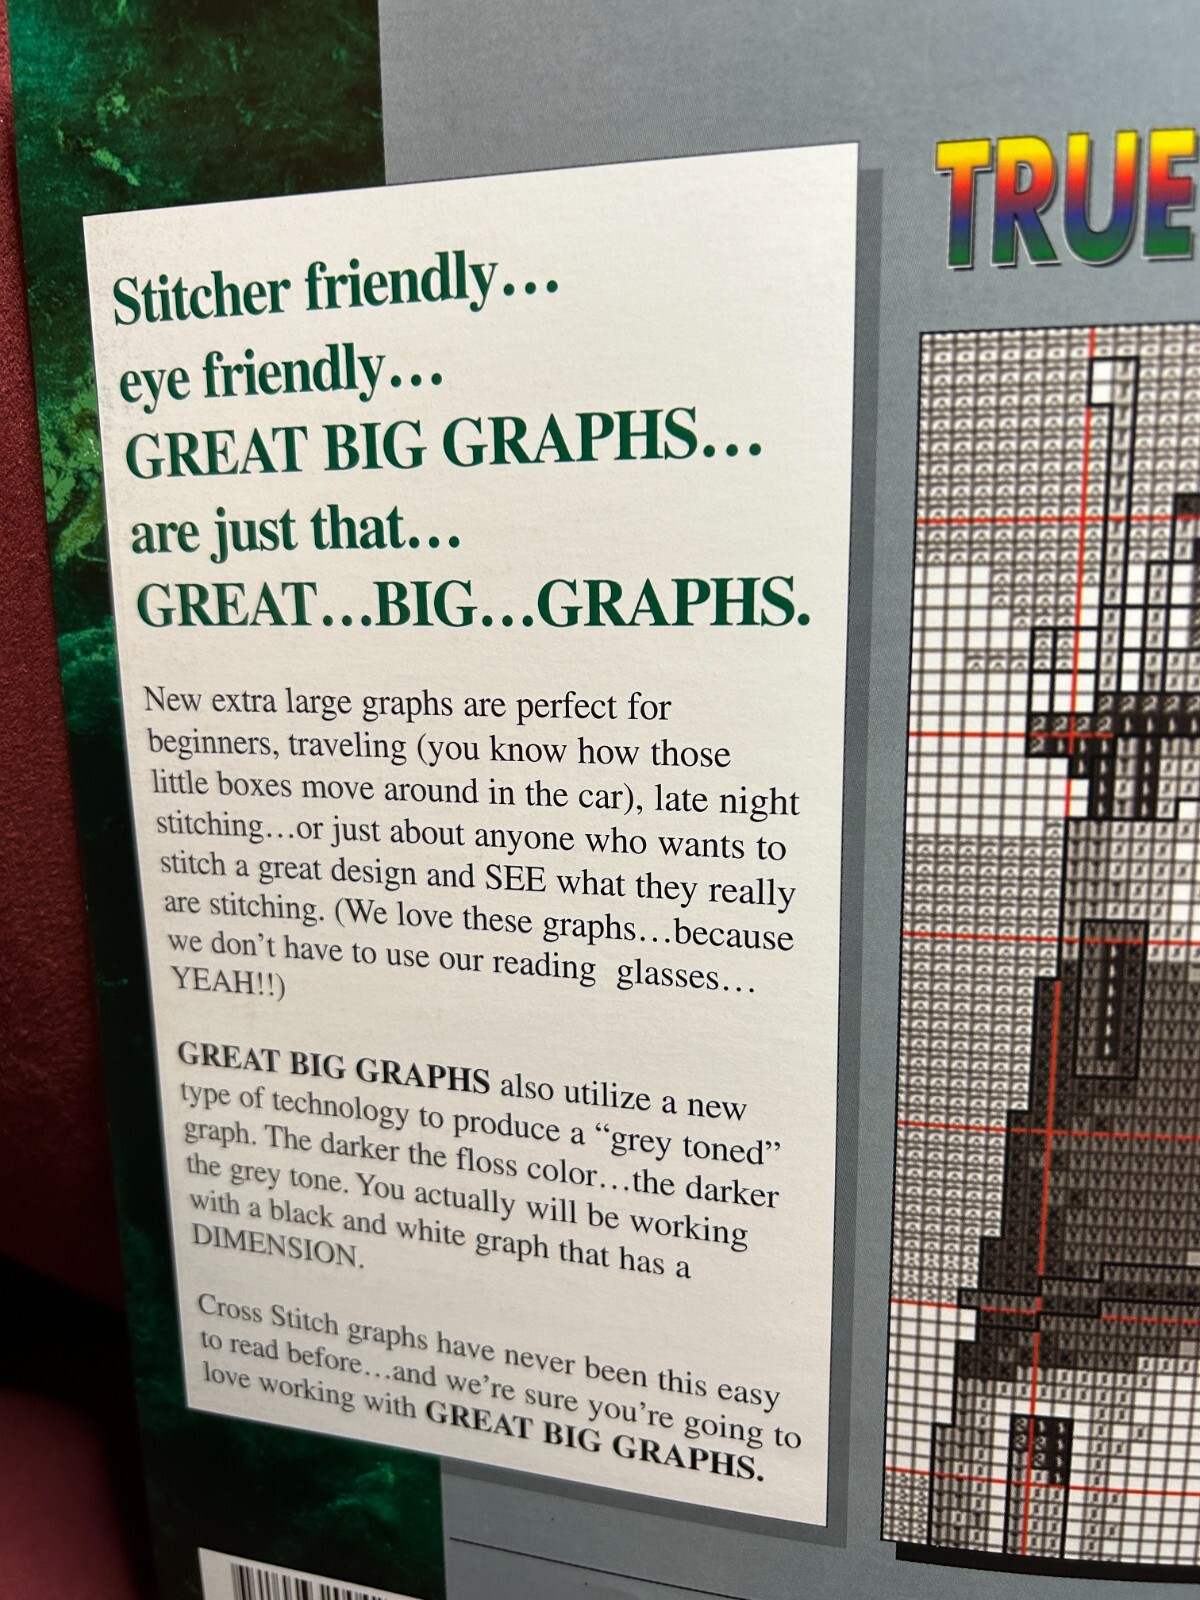 Stitcher friendly...
eye friendly...
GREAT BIG GRAPHS...
are just that...
GREAT...BIG...GRAPHS.
New extra large graphs are perfect for
beginners, traveling (you know how those
little boxes move around in the car), late night
stitching...or just about anyone who wants to
stitch a great design and SEE what they really
are stitching. (We love these graphs...because
we don't have to use our reading glasses...
YEAH!!)
GREAT BIG GRAPHS also utilize a new
type of technology to produce a “grey toned”
graph. The darker the floss color...the darker
the grey tone. You actually will be working
with a black and white graph that has a
DIMENSION.
Cross Stitch graphs have never been this easy
to read before...and we're sure you're going to
love working with GREAT BIG GRAPHS.
TRUE